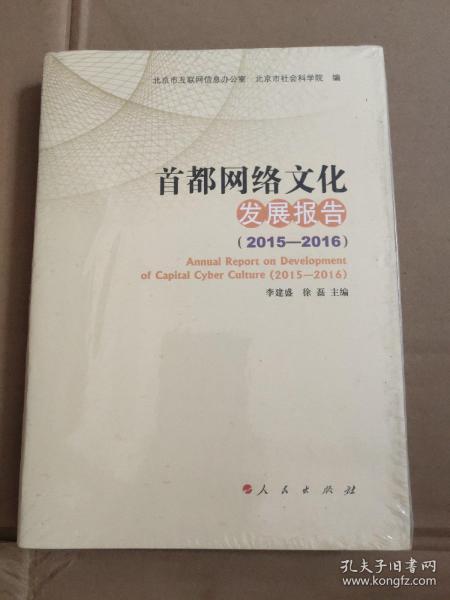 北京市互联网信息办公室 北京市社会科学院 编
首都网络文化
发展报告
(2015—2016)
Annual Report on Development
of Capital Cyber Culture (2015—2016)
李建盛 徐磊 主编
人民出版社
孔夫子旧书网
www.kongfz.com